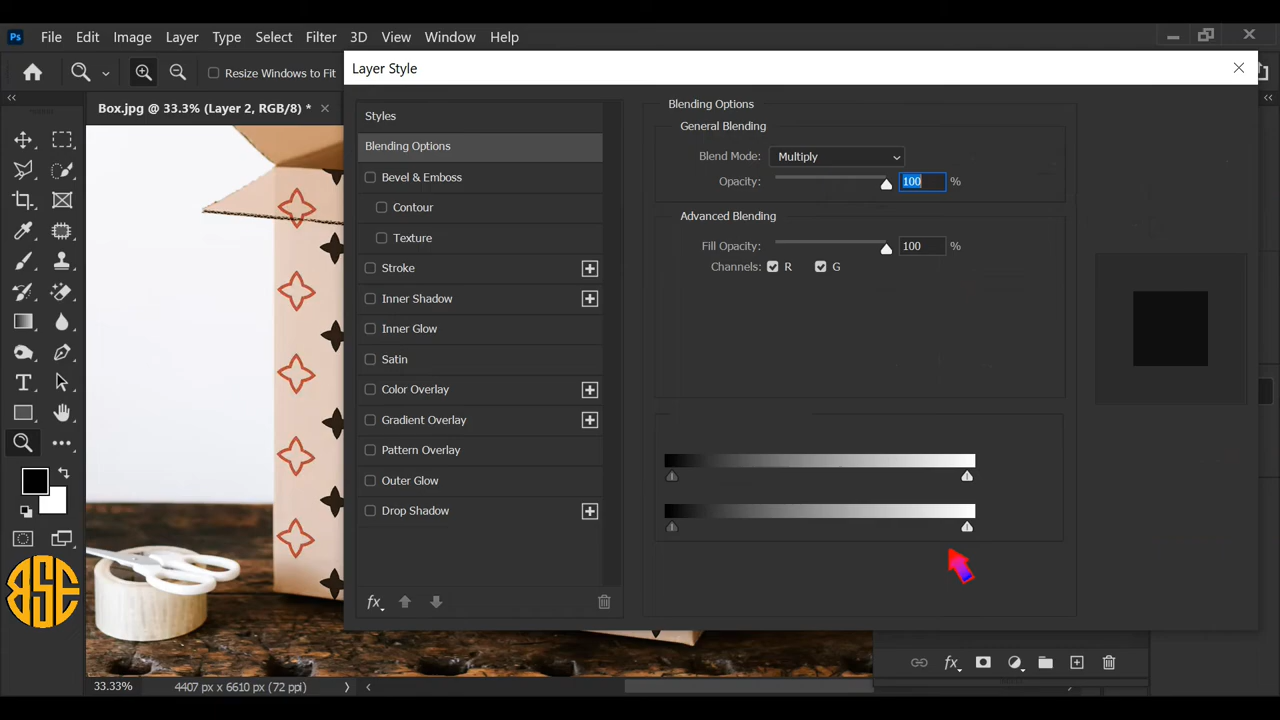 Ps File Edit Image Layer Type Select Filter 3D View Window Help
Resize Windows to Fit
Layer Style
Box.jpg @ 33.3% (Layer 2, RGB/8) *
Styles
Blending Options
Bevel & Emboss
Contour
Texture
Stroke
Inner Shadow
Inner Glow
Satin
Color Overlay
Gradient Overlay
Pattern Overlay
Outer Glow
Drop Shadow
fx
Blending Options
General Blending
Blend Mode: Multiply
Opacity: 100 %
Advanced Blending
Fill Opacity: 100 %
Channels: R G
BSE
33.33% 4407 px x 6610 px (72 ppi)
fx